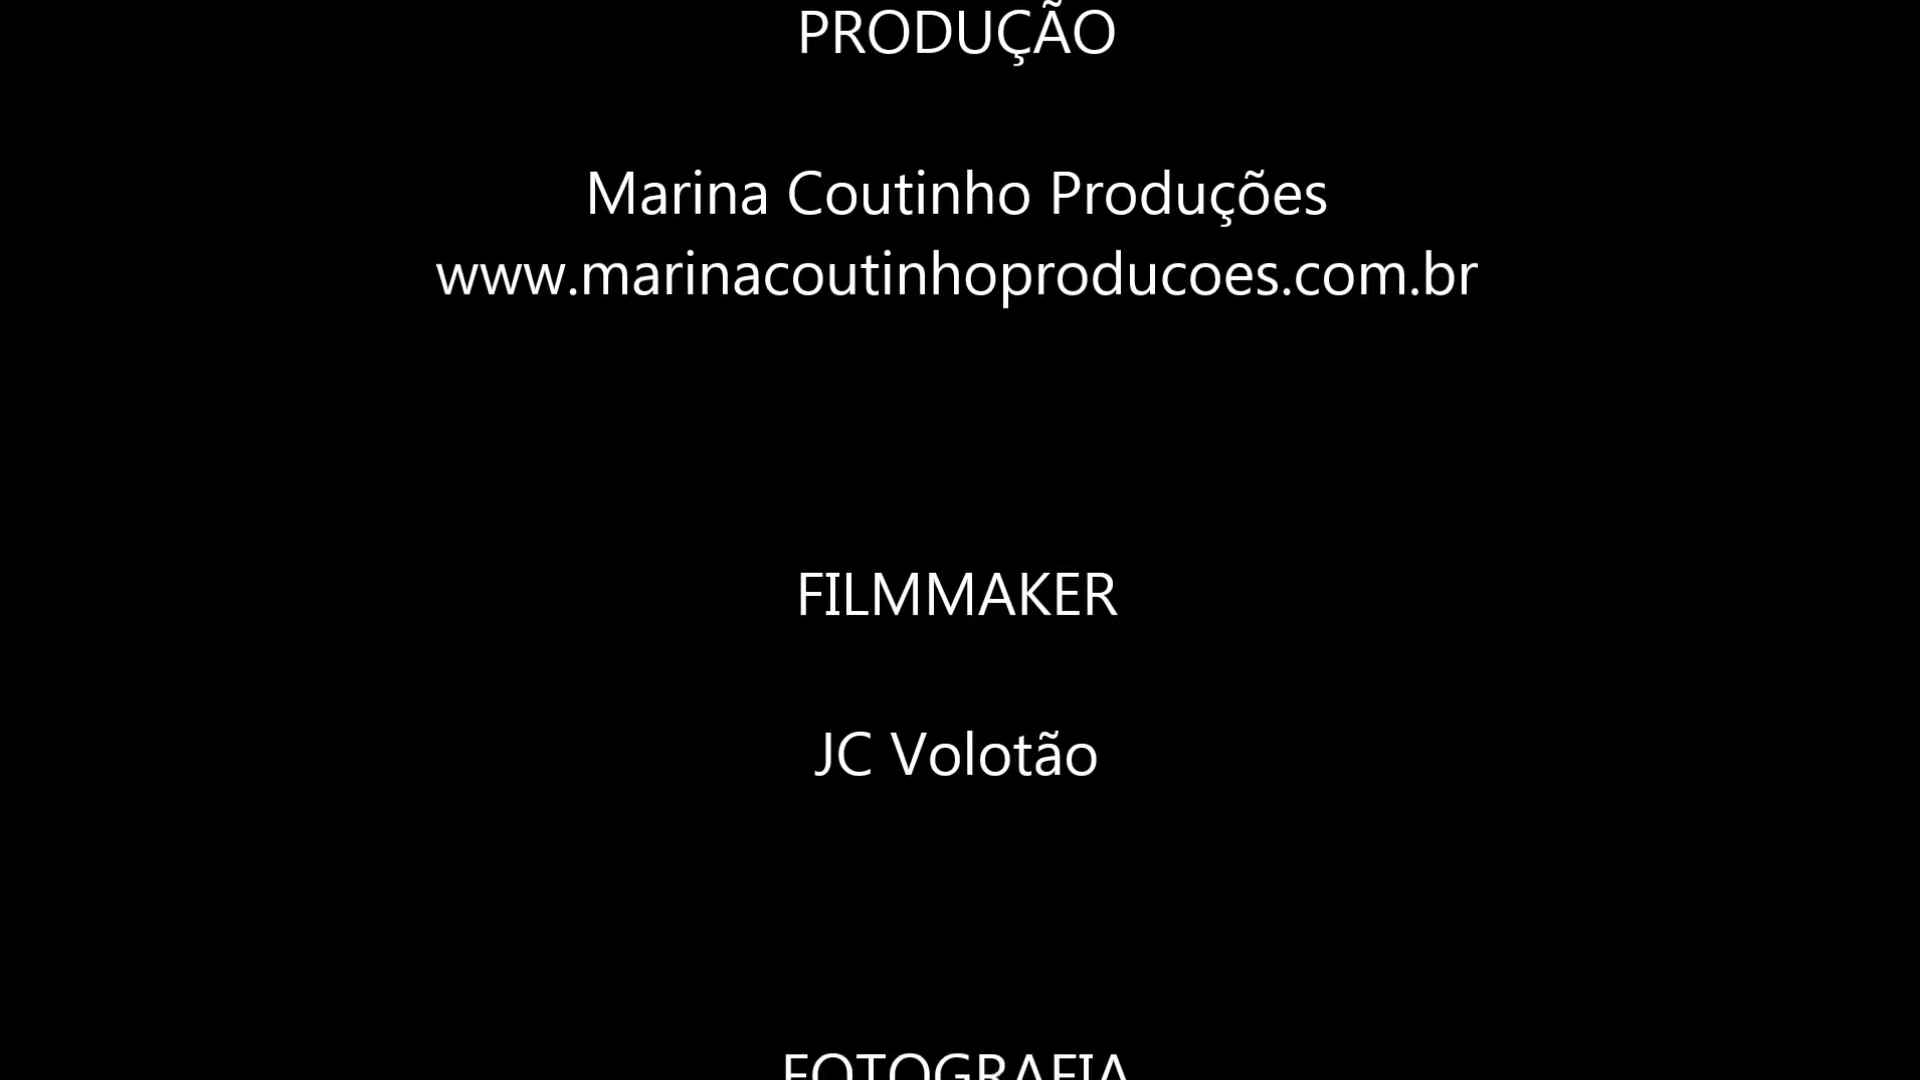 PRODUÇÃO
Marina Coutinho Produções
www.marinacoutinhoproducoes.com.br
FILMMAKER
JC Volotão
FOTOGRAFIA